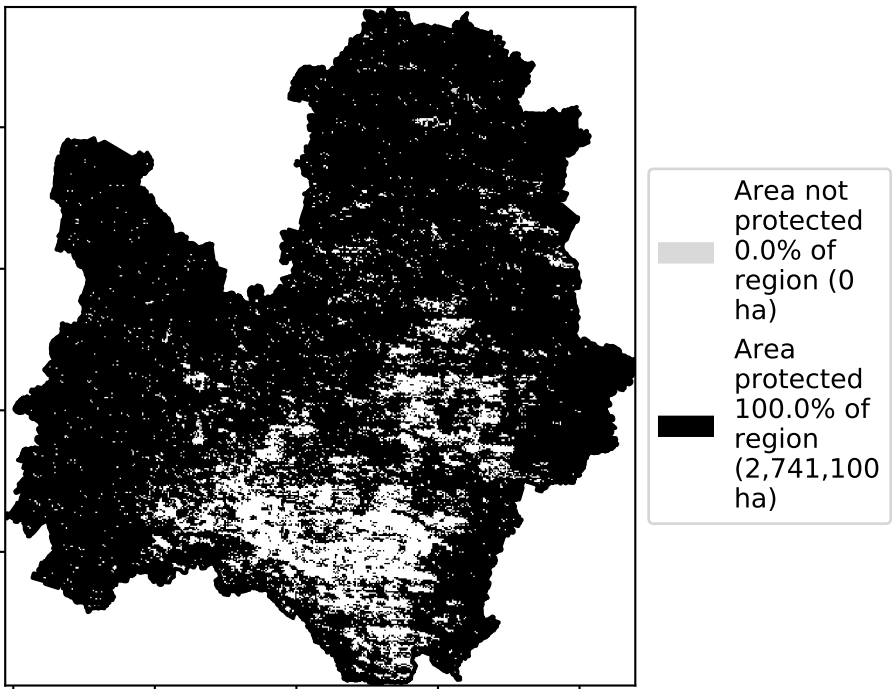 Area not
protected
0.0% of
region (0
ha)
Area
protected
100.0% of
region
(2,741,100
ha)